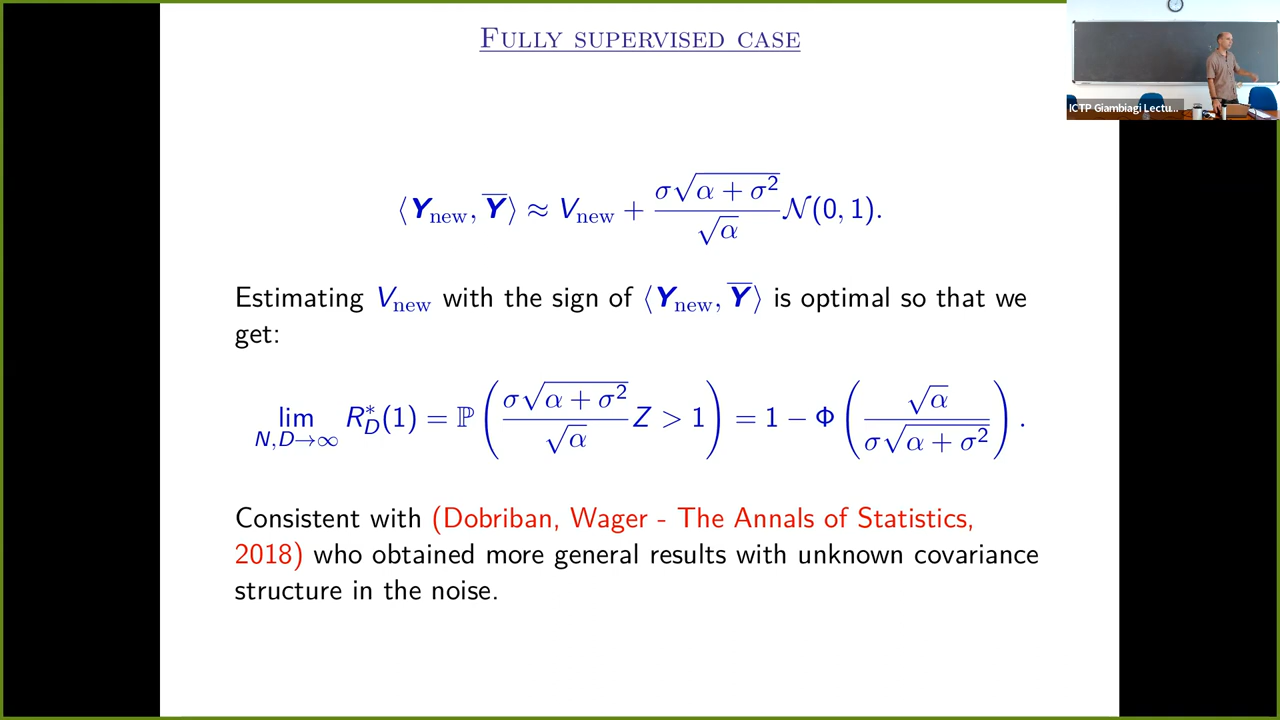 FULLY SUPERVISED CASE
ICTP Giambiagi Lectu...
⟨Y_new, Y̅⟩ ≈ V_new + σ√(α + σ²)/√α 𝒩(0, 1).
Estimating V_new with the sign of ⟨Y_new, Y̅⟩ is optimal so that we
get:
lim_{N,D→∞} R*_D(1) = ℙ(σ√(α + σ²)/√α Z > 1) = 1 − Φ(√α/(σ√(α + σ²))).
Consistent with (Dobriban, Wager - The Annals of Statistics,
2018) who obtained more general results with unknown covariance
structure in the noise.